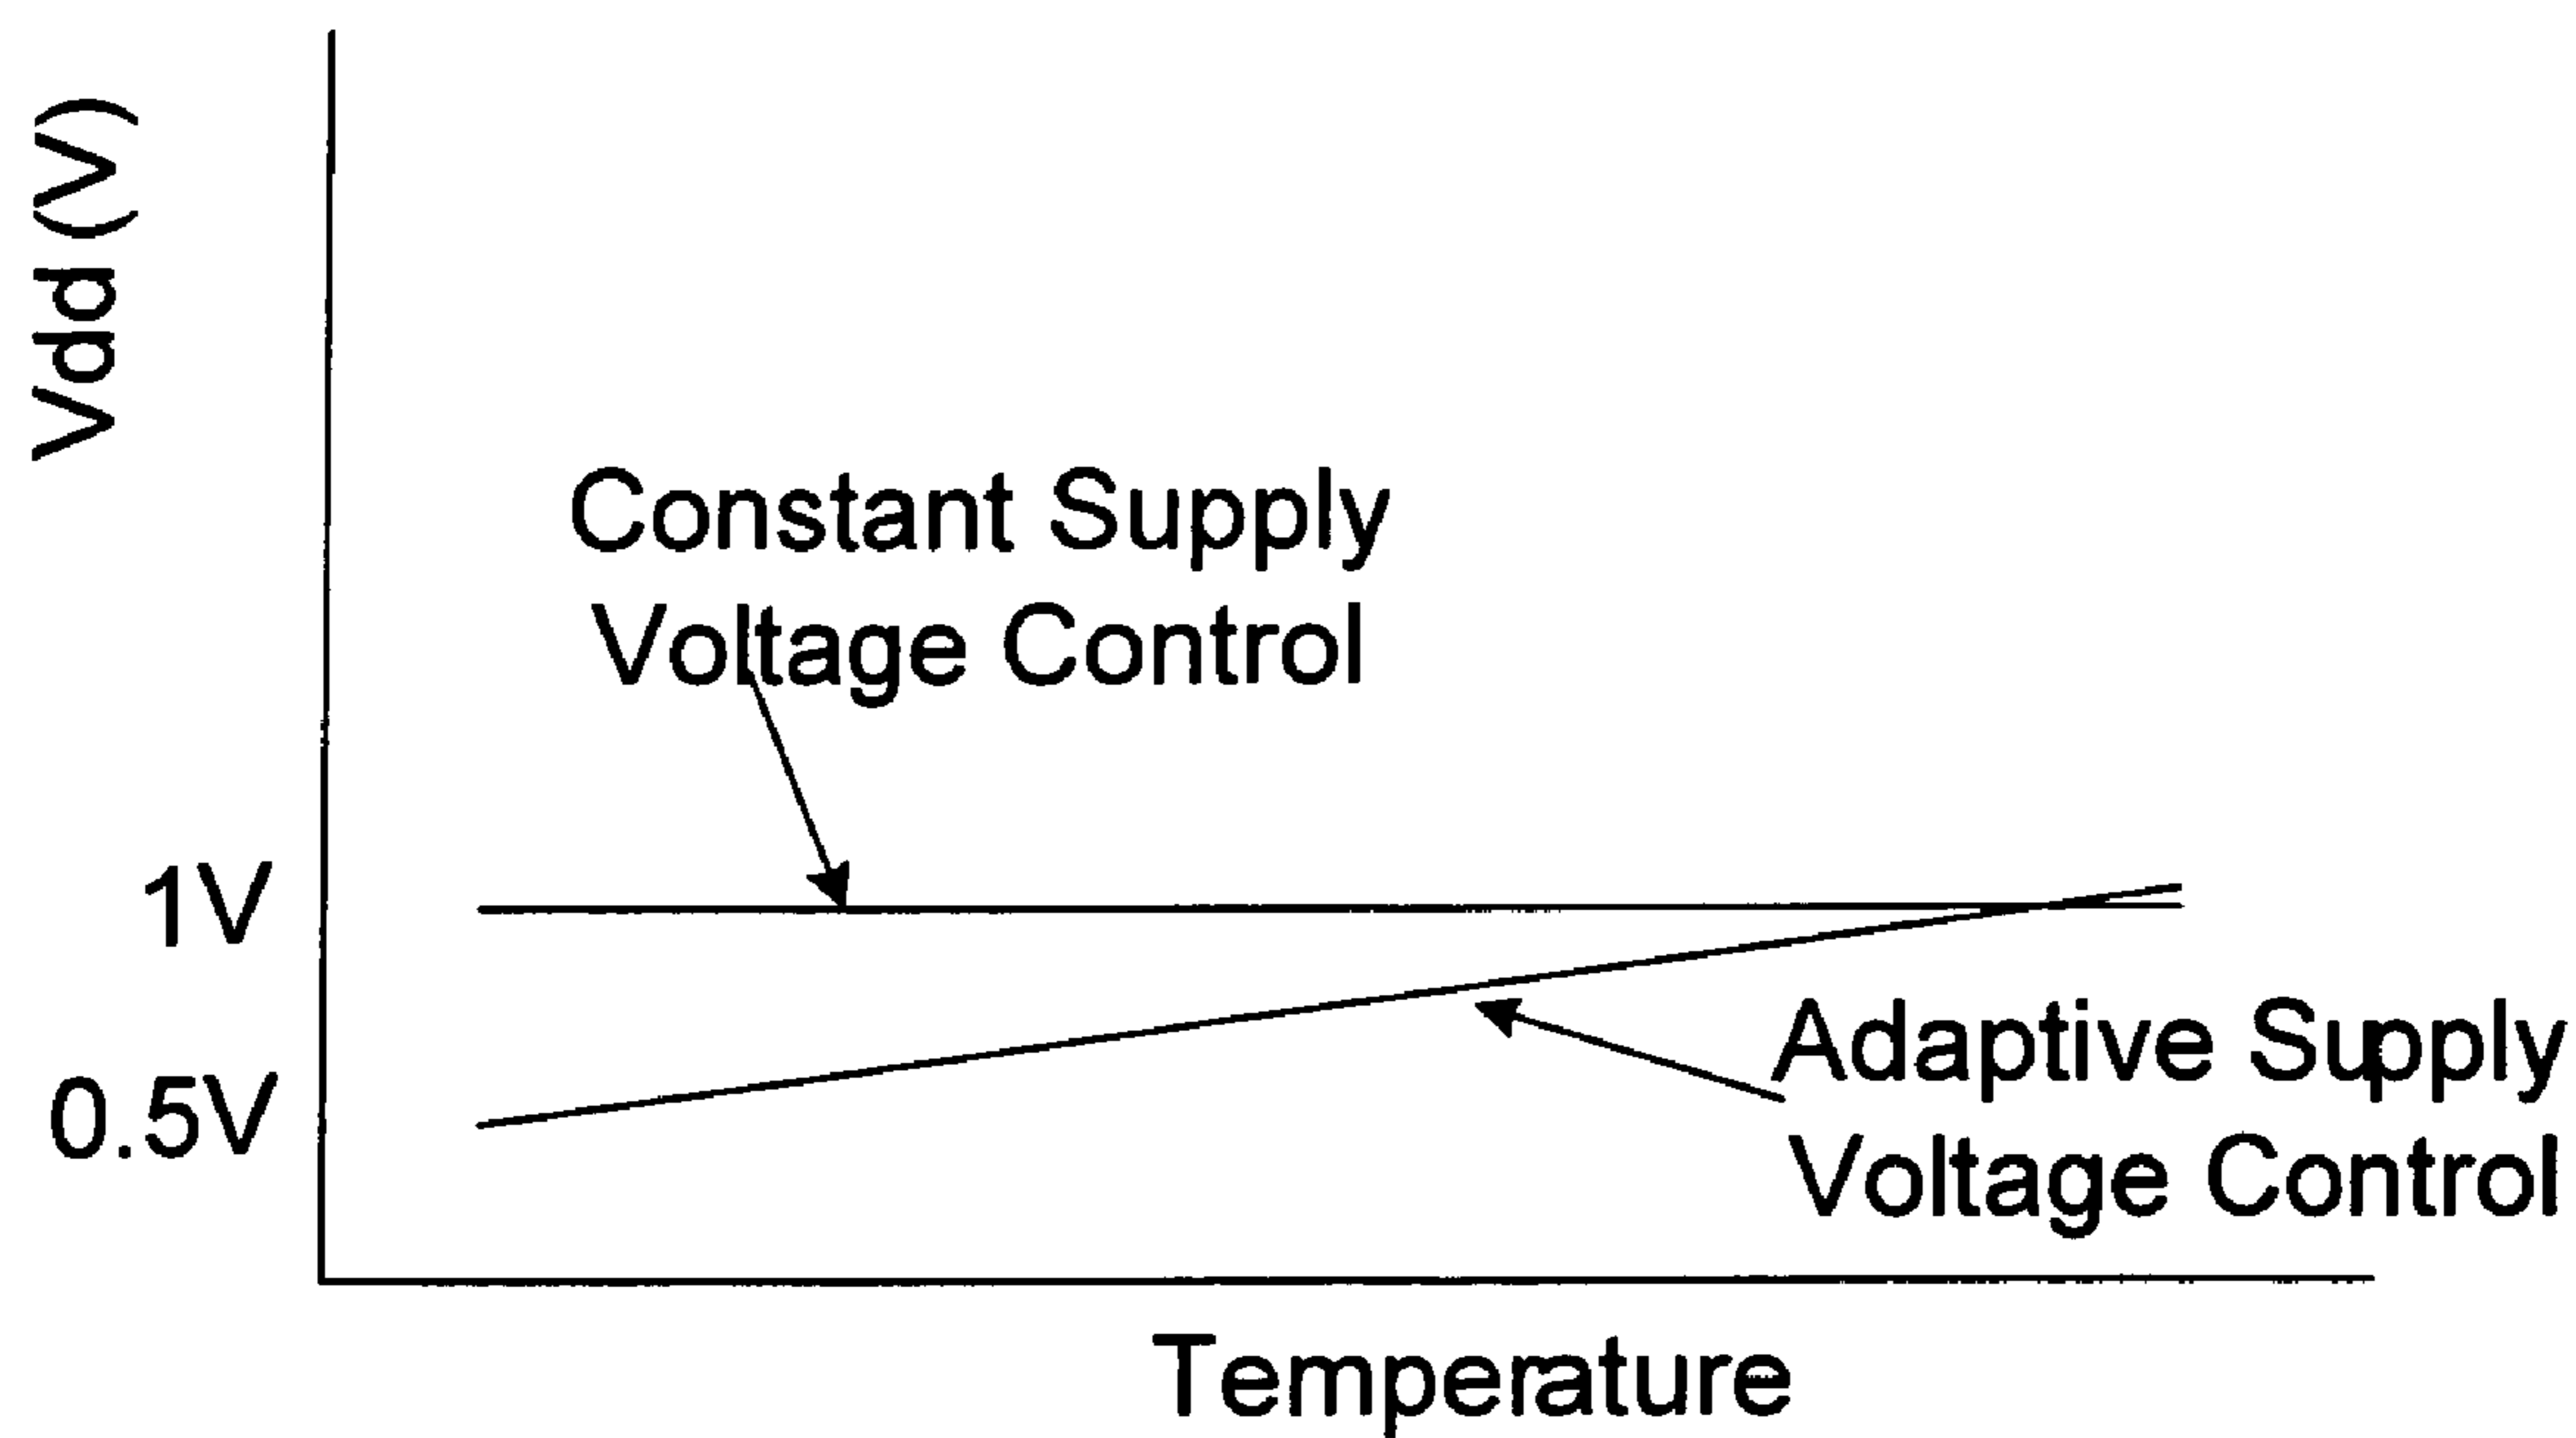 Vdd (V)
Constant Supply
Voltage Control
1V
0.5V
Adaptive Supply
Voltage Control
Temperature